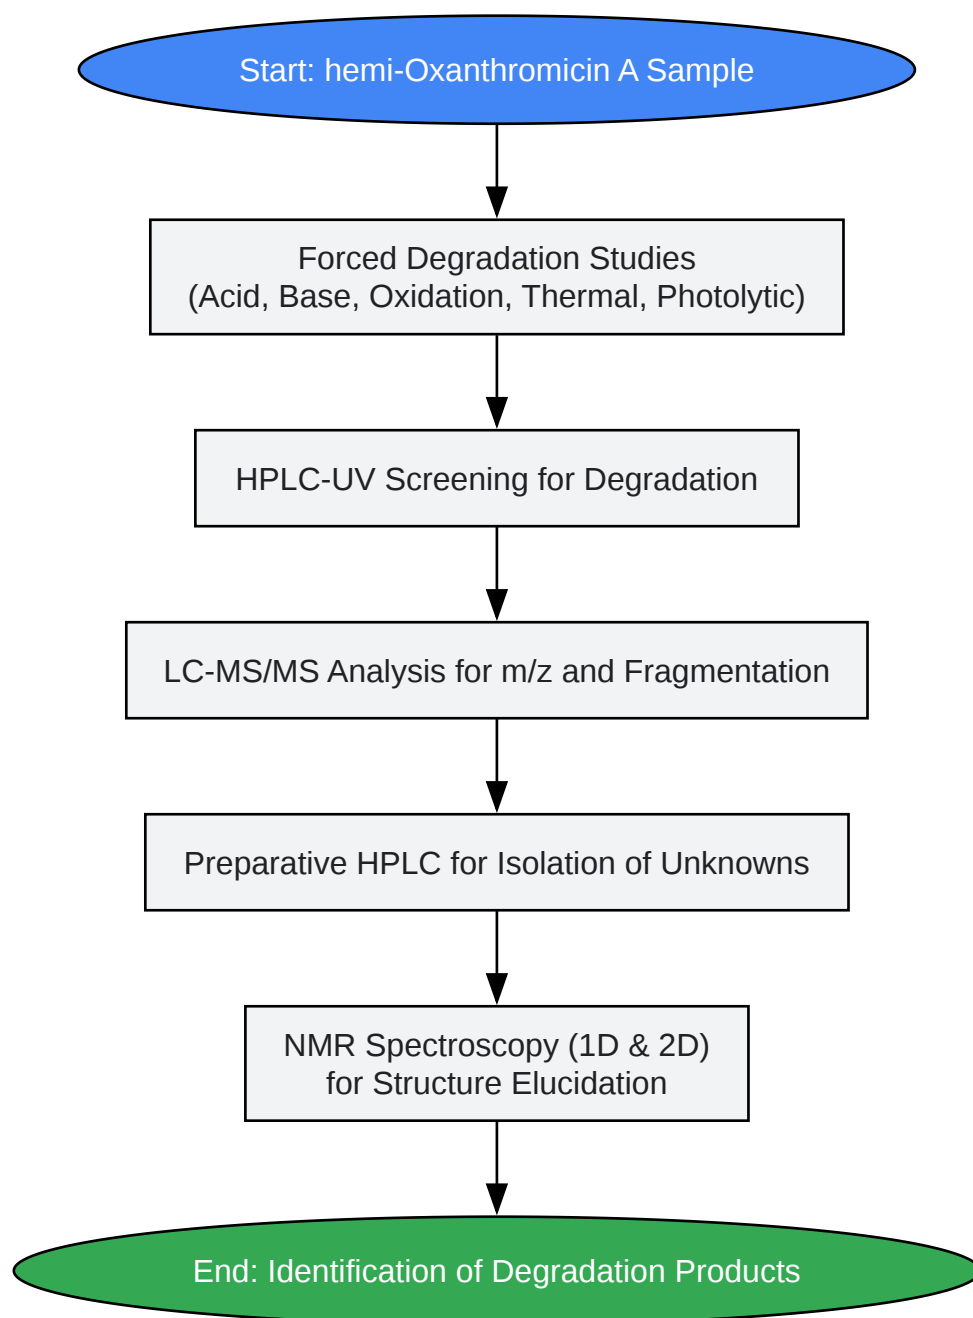 Start: hemi-Oxanthromicin A Sample
Forced Degradation Studies
(Acid, Base, Oxidation, Thermal, Photolytic)
HPLC-UV Screening for Degradation
LC-MS/MS Analysis for m/z and Fragmentation
Preparative HPLC for Isolation of Unknowns
NMR Spectroscopy (1D & 2D)
for Structure Elucidation
End: Identification of Degradation Products